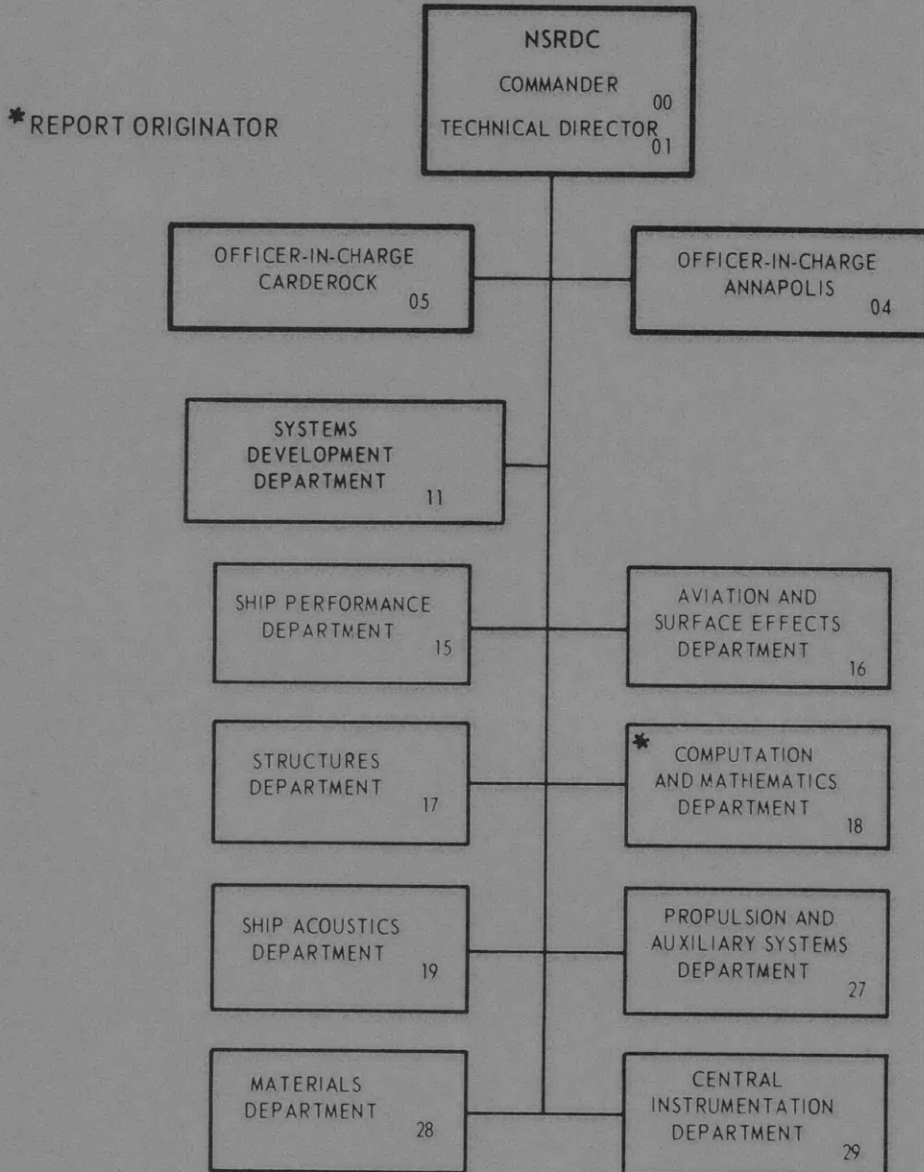 NSRDC
COMMANDER
00
TECHNICAL DIRECTOR
01
*REPORT ORIGINATOR
OFFICER-IN-CHARGE
CARDEROCK
05
OFFICER-IN-CHARGE
ANNAPOLIS
04
SYSTEMS
DEVELOPMENT
DEPARTMENT
11
SHIP PERFORMANCE
DEPARTMENT
15
AVIATION AND
SURFACE EFFECTS
DEPARTMENT
16
STRUCTURES
DEPARTMENT
17
*
COMPUTATION
AND MATHEMATICS
DEPARTMENT
18
SHIP ACOUSTICS
DEPARTMENT
19
PROPULSION AND
AUXILIARY SYSTEMS
DEPARTMENT
27
MATERIALS
DEPARTMENT
28
CENTRAL
INSTRUMENTATION
DEPARTMENT
29